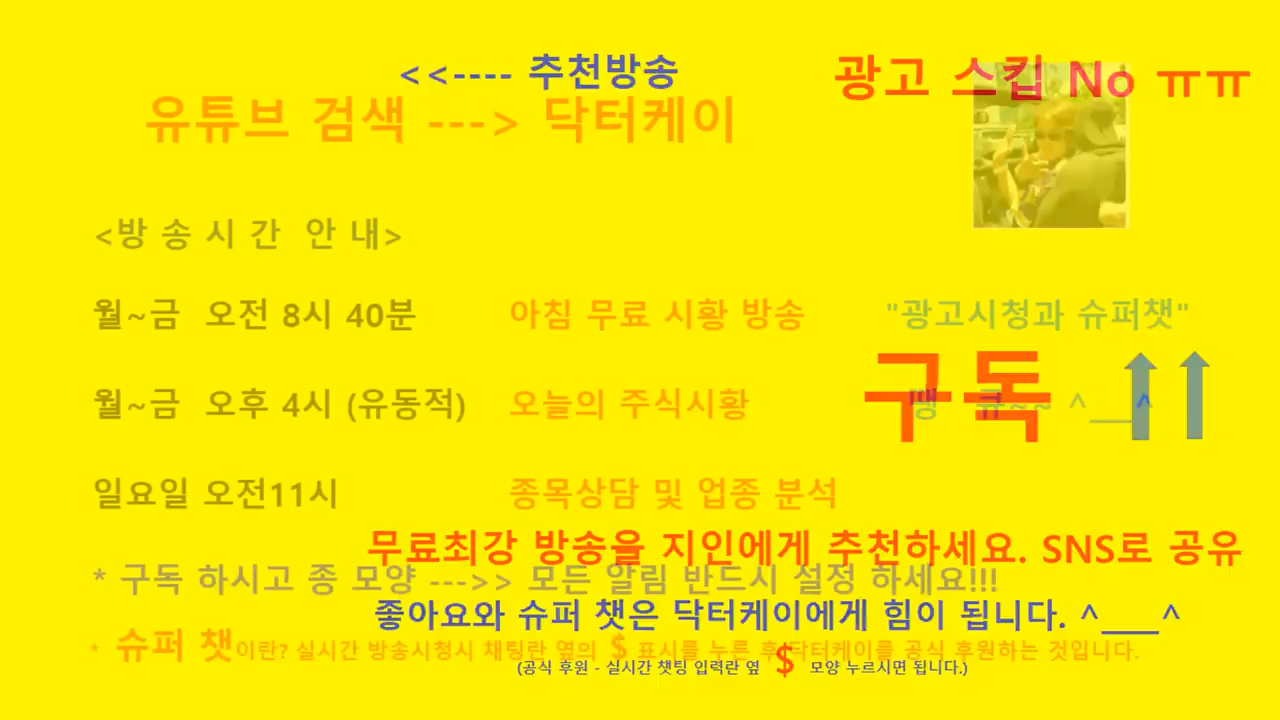 <<---- 추천방송
광고 스킵 No ㅠㅠ
유튜브 검색 ---> 닥터케이
<방 송 시 간 안 내>
월~금 오전 8시 40분 아침 무료 시황 방송 "광고시청과 슈퍼챗"
구독
월~금 오후 4시 (유동적) 오늘의 주식시황 땡 큐~~ ^__^
일요일 오전11시 종목상담 및 업종 분석
무료최강 방송을 지인에게 추천하세요. SNS로 공유
* 구독 하시고 종 모양 --->> 모든 알림 반드시 설정 하세요!!!
좋아요와 슈퍼 챗은 닥터케이에게 힘이 됩니다. ^___^
* 슈퍼 챗이란? 실시간 방송시청시 채팅란 옆의 $ 표시를 누른 후 닥터케이를 공식 후원하는 것입니다.
(공식 후원 - 실시간 챗팅 입력란 옆 $ 모양 누르시면 됩니다.)